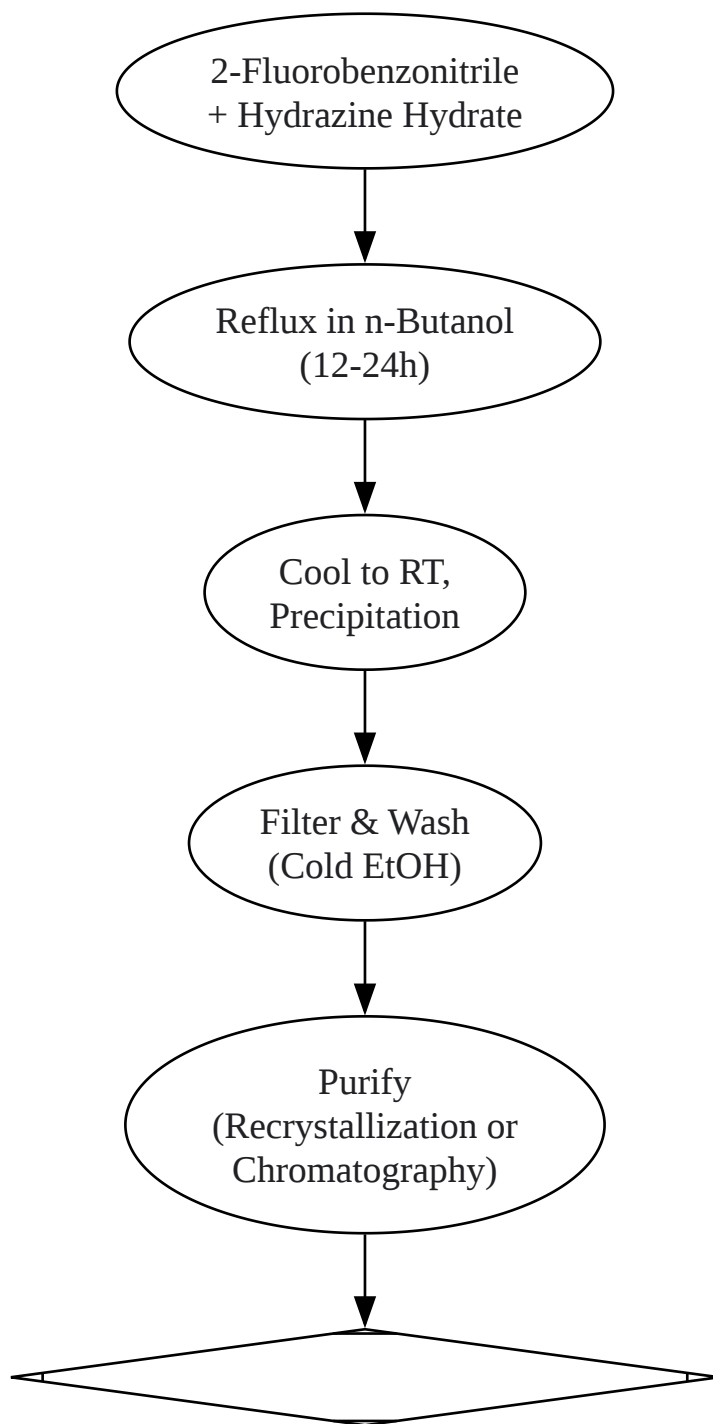 2-Fluorobenzonitrile
+ Hydrazine Hydrate
Reflux in n-Butanol
(12-24h)
Cool to RT,
Precipitation
Filter & Wash
(Cold EtOH)
Purify
(Recrystallization or
Chromatography)